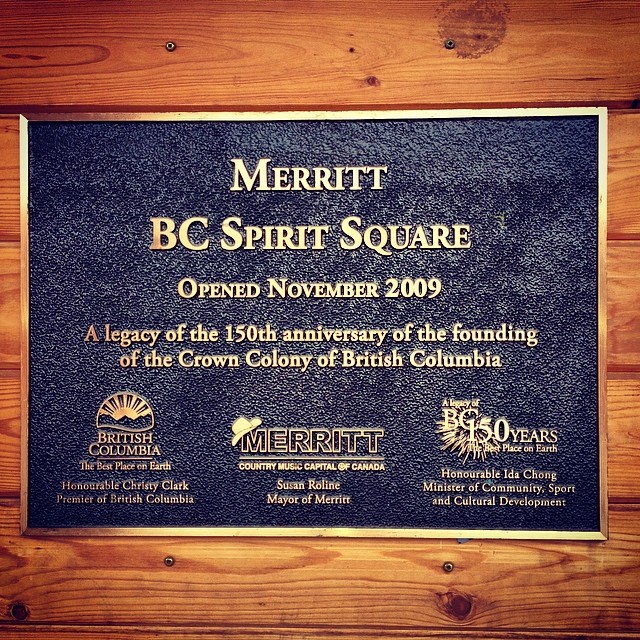 MERRITT
BC SPIRIT SQUARE
OPENED NOVEMBER 2009
A legacy of the 150th anniversary of the founding
of the Crown Colony of British Columbia
BRITISH
COLUMBIA
The Best Place on Earth
Honourable Christy Clark
Premier of British Columbia
MERRITT
COUNTRY MUSIC CAPITAL OF CANADA
Susan Roline
Mayor of Merritt
A legacy of
BC150 YEARS
The Best Place on Earth
Honourable Ida Chong
Minister of Community, Sport
and Cultural Development